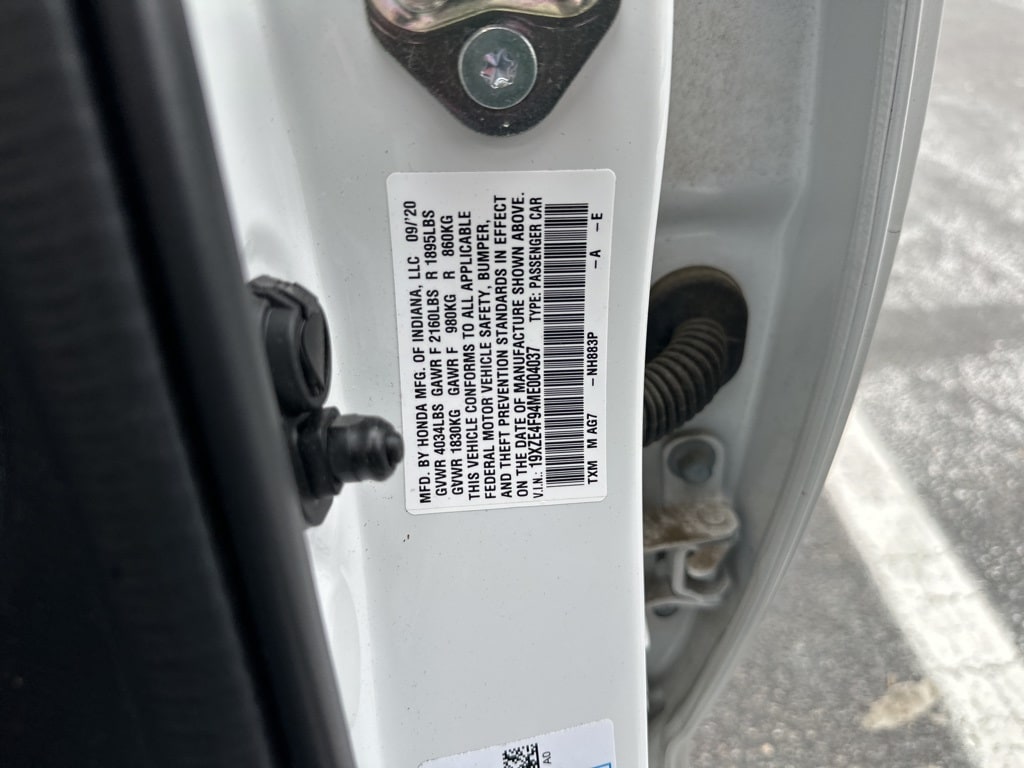 MFD. BY HONDA MFG. OF INDIANA, LLC 09/'20
GVWR 4034LBS GAWR F 2160LBS R 1895LBS
GVWR 1830KG GAWR F 980KG R 860KG
THIS VEHICLE CONFORMS TO ALL APPLICABLE
FEDERAL MOTOR VEHICLE SAFETY, BUMPER,
AND THEFT PREVENTION STANDARDS IN EFFECT
ON THE DATE OF MANUFACTURE SHOWN ABOVE.
V.I.N.: 19XZE4F94ME004037 TYPE: PASSENGER CAR
TXM M AG7 –NH883P –A –E
A0